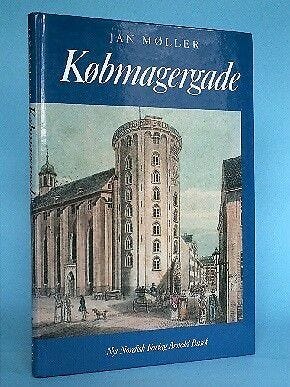 JAN MØLLER
Købmagergade
Nyt Nordisk Forlag Arnold Busck